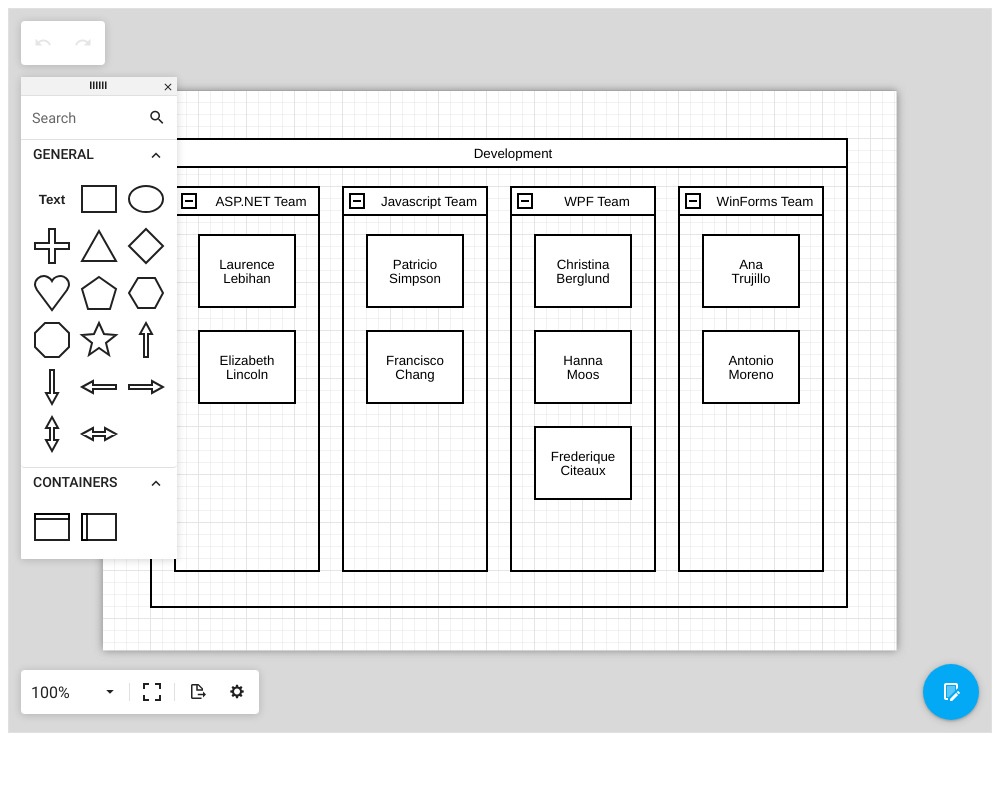 Search
GENERAL
Text
CONTAINERS
Development
ASP.NET Team
Laurence
Lebihan
Elizabeth
Lincoln
Javascript Team
Patricio
Simpson
Francisco
Chang
WPF Team
Christina
Berglund
Hanna
Moos
Frederique
Citeaux
WinForms Team
Ana
Trujillo
Antonio
Moreno
100%